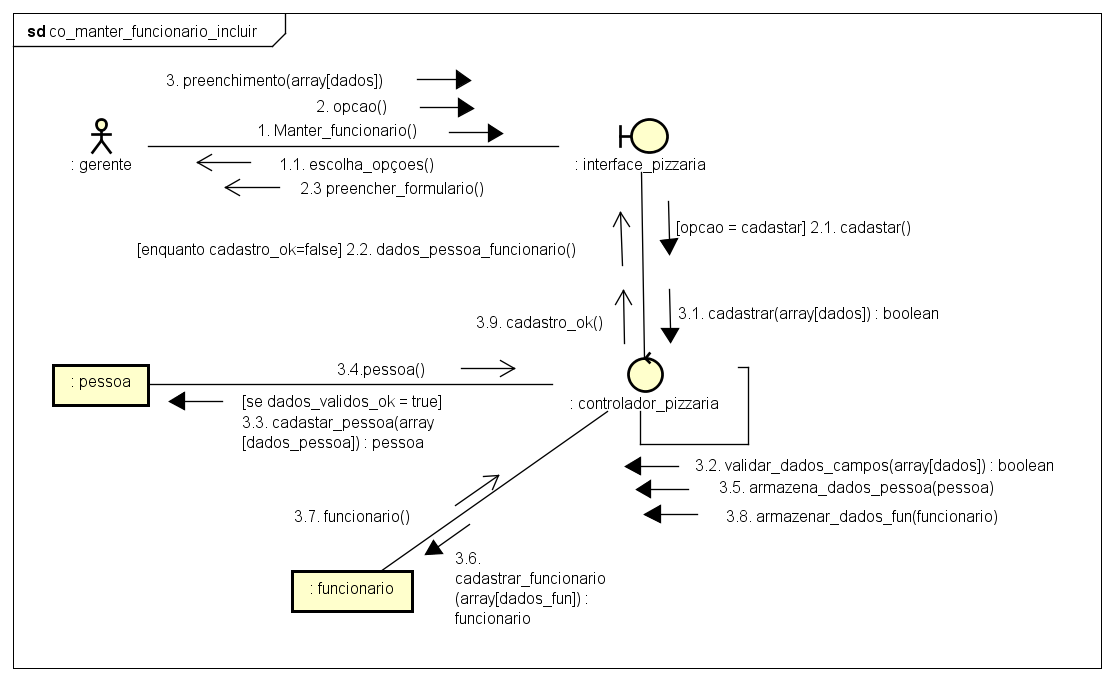 sd co_manter_funcionario_incluir
3. preenchimento(array[dados])
2. opcao()
1. Manter_funcionario()
: gerente
: interface_pizzaria
1.1. escolha_opçoes()
2.3 preencher_formulario()
[opcao = cadastar] 2.1. cadastar()
[enquanto cadastro_ok=false] 2.2. dados_pessoa_funcionario()
3.1. cadastrar(array[dados]) : boolean
3.9. cadastro_ok()
3.4.pessoa()
: pessoa
[se dados_validos_ok = true]
3.3. cadastar_pessoa(array
[dados_pessoa]) : pessoa
: controlador_pizzaria
3.2. validar_dados_campos(array[dados]) : boolean
3.5. armazena_dados_pessoa(pessoa)
3.8. armazenar_dados_fun(funcionario)
3.7. funcionario()
3.6.
cadastrar_funcionario
(array[dados_fun]) :
funcionario
: funcionario